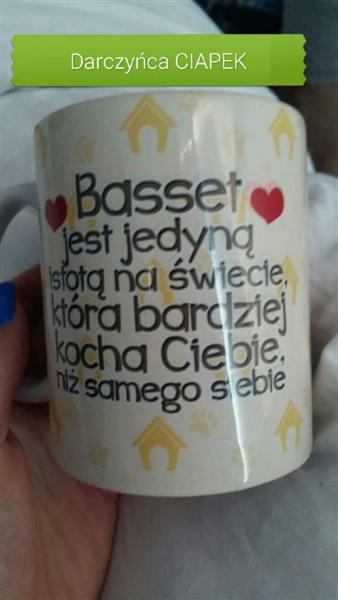 Darczyńca CIAPEK
Basset
jest jedyną
istotą na świecie,
która bardziej
kocha Ciebie,
niż samego siebie